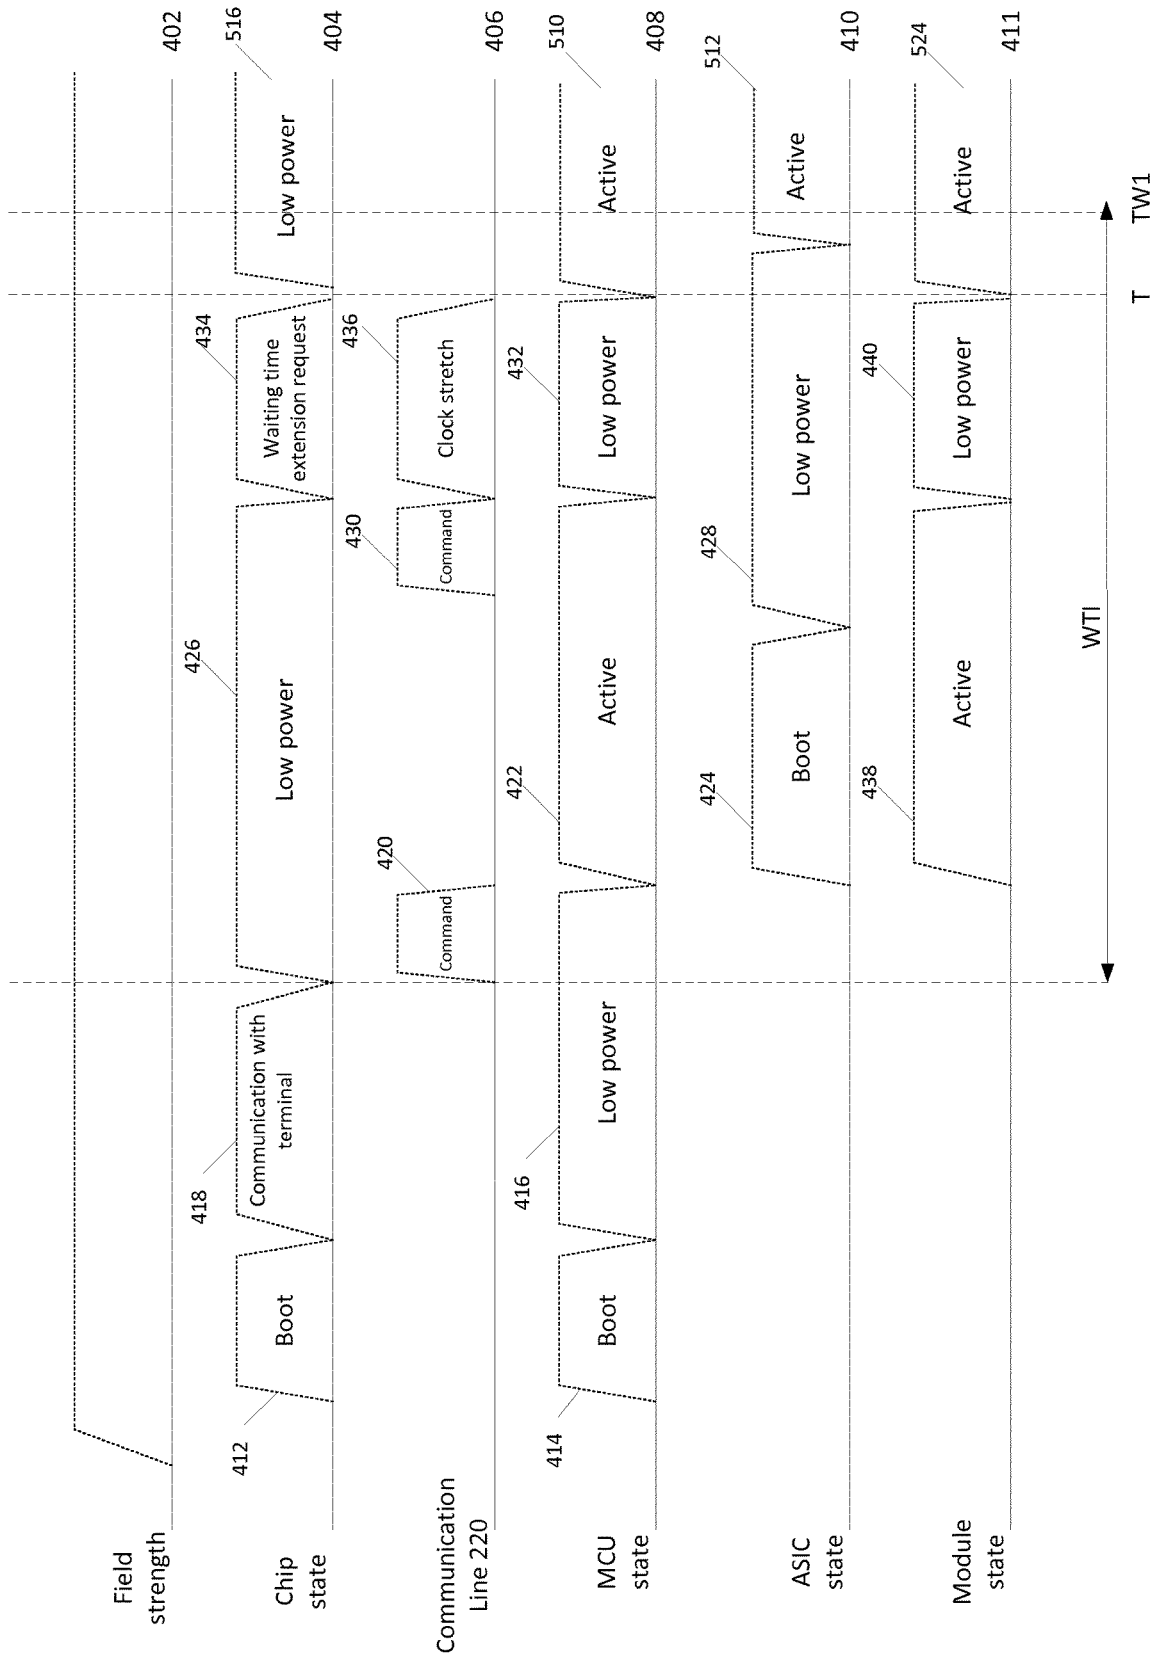 Field
strength
402
Chip
state
412
Boot
418
Communication with
terminal
426
Low power
434
Waiting time
extension request
Low power
516
404
Communication
Line 220
420
Command
430
Command
436
Clock stretch
406
MCU
state
414
Boot
416
Low power
422
Active
432
Low power
Active
510
408
ASIC
state
424
Boot
428
Low power
Active
512
410
Module
state
438
Active
440
Low power
Active
524
411
WTI
T
TW1